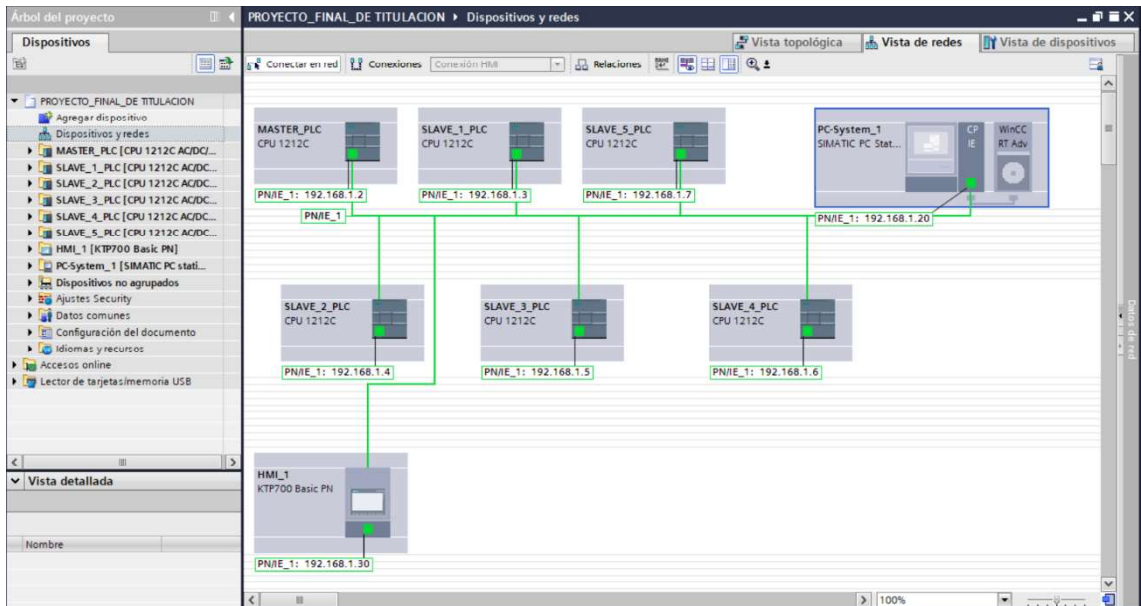 Árbol del proyecto
PROYECTO_FINAL_DE TITULACION ▸ Dispositivos y redes
Dispositivos
Vista topológica
Vista de redes
Vista de dispositivos
Conectar en red
Conexiones
Conexión HMI
Relaciones
PROYECTO_FINAL_DE TITULACION
Agregar dispositivo
Dispositivos y redes
MASTER_PLC [CPU 1212C AC/DC/...
SLAVE_1_PLC [CPU 1212C AC/DC...
SLAVE_2_PLC [CPU 1212C AC/DC...
SLAVE_3_PLC [CPU 1212C AC/DC...
SLAVE_4_PLC [CPU 1212C AC/DC...
SLAVE_5_PLC [CPU 1212C AC/DC...
HMI_1 [KTP700 Basic PN]
PC-System_1 [SIMATIC PC stati...
Dispositivos no agrupados
Ajustes Security
Datos comunes
Configuración del documento
Idiomas y recursos
Accesos online
Lector de tarjetas/memoria USB
Vista detallada
Nombre
MASTER_PLC
CPU 1212C
PN/IE_1: 192.168.1.2
PN/IE_1
SLAVE_1_PLC
CPU 1212C
PN/IE_1: 192.168.1.3
SLAVE_5_PLC
CPU 1212C
PN/IE_1: 192.168.1.7
PC-System_1
SIMATIC PC Stat...
CP
IE
WinCC
RT Adv
PN/IE_1: 192.168.1.20
SLAVE_2_PLC
CPU 1212C
PN/IE_1: 192.168.1.4
SLAVE_3_PLC
CPU 1212C
PN/IE_1: 192.168.1.5
SLAVE_4_PLC
CPU 1212C
PN/IE_1: 192.168.1.6
HMI_1
KTP700 Basic PN
PN/IE_1: 192.168.1.30
Datos de red
100%